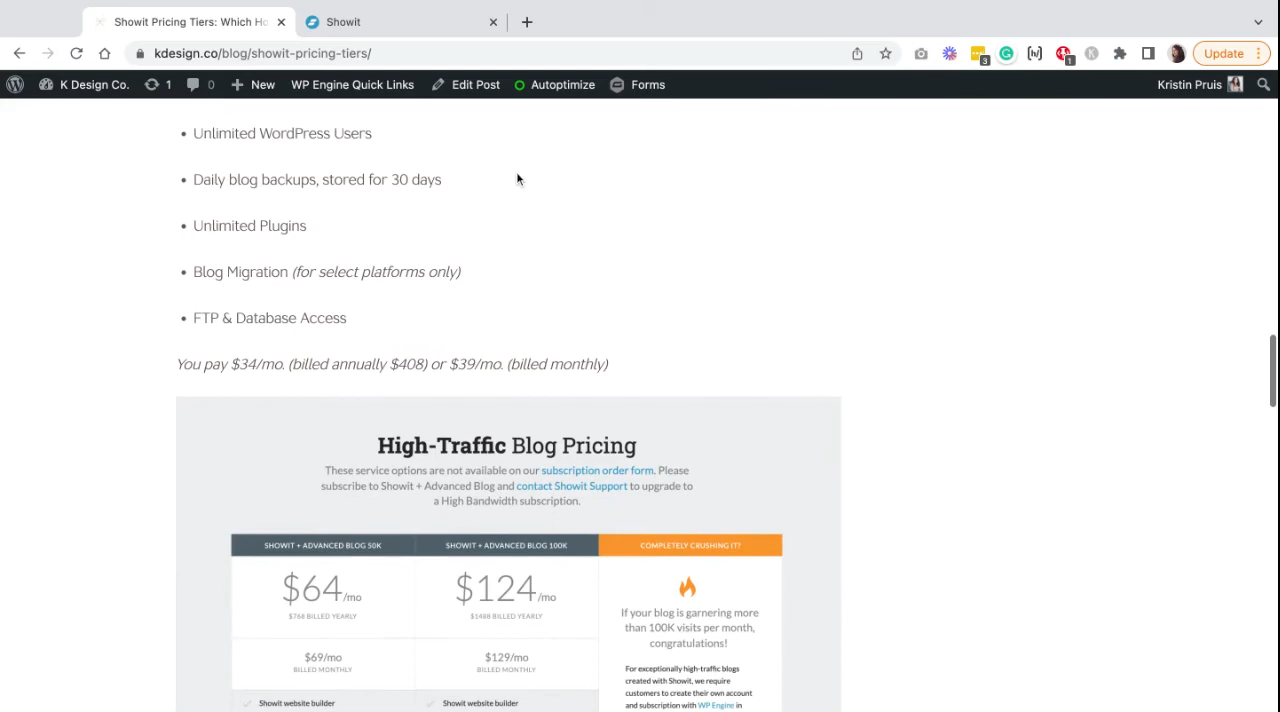 Showit Pricing Tiers: Which Ho
Showit
kdesign.co/blog/showit-pricing-tiers/
3
1
Update
K Design Co.
1
0
New
WP Engine Quick Links
Edit Post
Autoptimize
Forms
Kristin Pruis
• Unlimited WordPress Users
• Daily blog backups, stored for 30 days
• Unlimited Plugins
• Blog Migration (for select platforms only)
• FTP & Database Access
You pay $34/mo. (billed annually $408) or $39/mo. (billed monthly)
High-Traffic Blog Pricing
These service options are not available on our subscription order form. Please
subscribe to Showit + Advanced Blog and contact Showit Support to upgrade to
a High Bandwidth subscription.
SHOWIT + ADVANCED BLOG 50K
SHOWIT + ADVANCED BLOG 100K
COMPLETELY CRUSHING IT?
$64/mo
$768 BILLED YEARLY
$124/mo
$1488 BILLED YEARLY
If your blog is garnering more
than 100K visits per month,
congratulations!
$69/mo
BILLED MONTHLY
$129/mo
BILLED MONTHLY
For exceptionally high-traffic blogs
created with Showit, we require
customers to create their own account
and subscription with WP Engine in
Showit website builder
Showit website builder